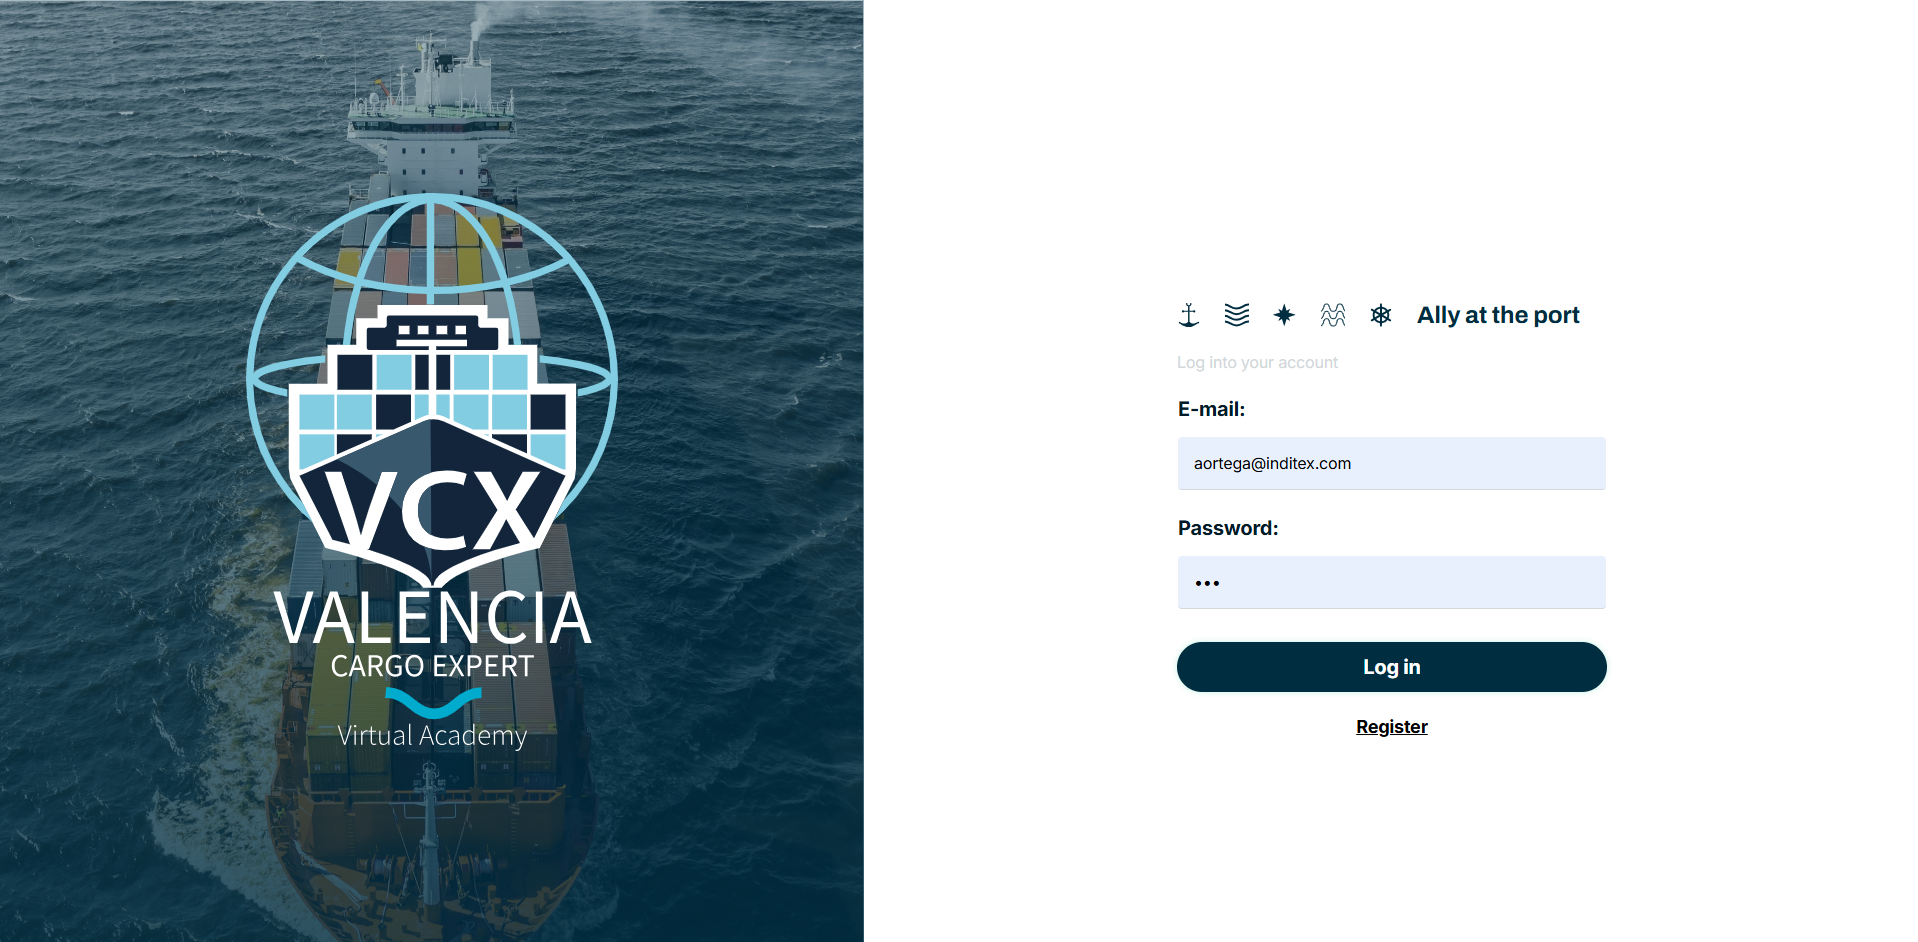 VCX
VALENCIA
CARGO EXPERT
Virtual Academy
Ally at the port
Log into your account
E-mail:
aortega@inditex.com
Password:
•••
Log in
Register